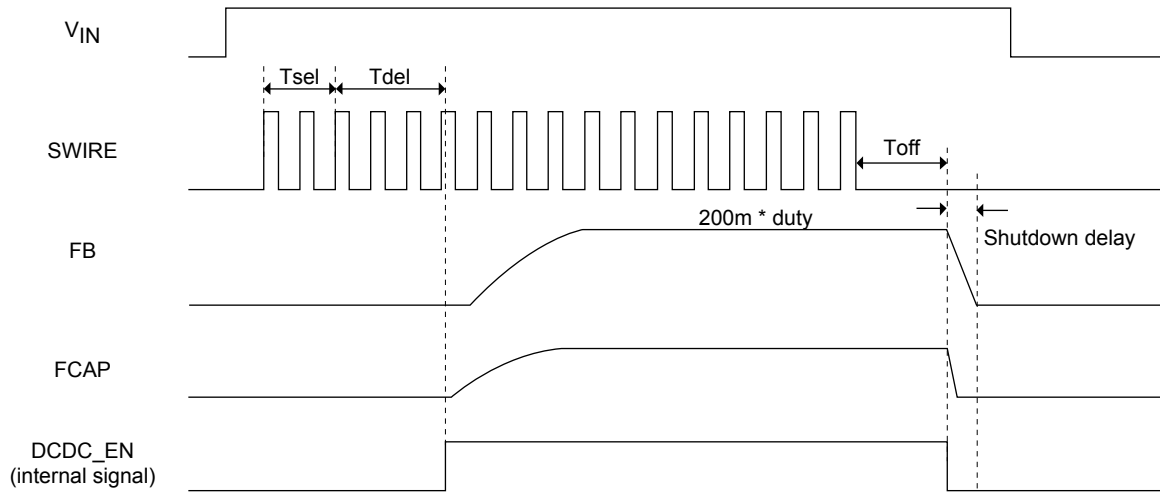 VIN
Tsel
Tdel
SWIRE
Toff
200m * duty
Shutdown delay
FB
FCAP
DCDC_EN
(internal signal)